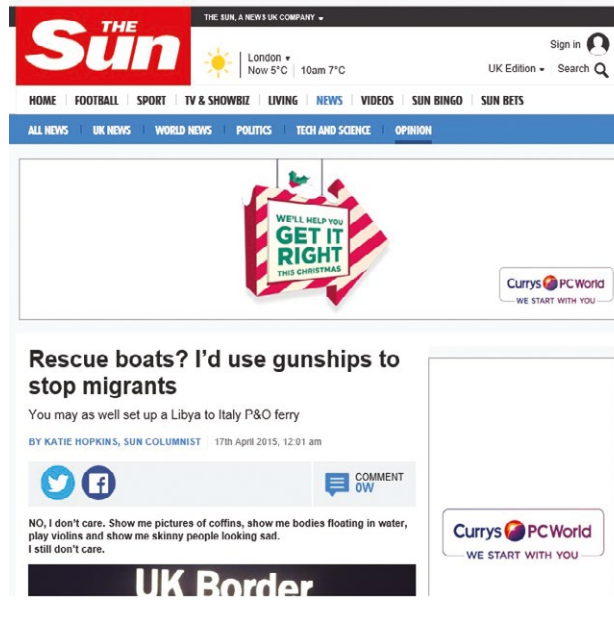 THE SUN, A NEWS UK COMPANY
THE
Sun
London
Now 5°C 10am 7°C
Sign in
UK Edition Search
HOME FOOTBALL SPORT TV & SHOWBIZ LIVING NEWS VIDEOS SUN BINGO SUN BETS
ALL NEWS UK NEWS WORLD NEWS POLITICS TECH AND SCIENCE OPINION
WE'LL HELP YOU
GET IT
RIGHT
THIS CHRISTMAS
Currys PC World
WE START WITH YOU
Rescue boats? I'd use gunships to
stop migrants
You may as well set up a Libya to Italy P&O ferry
BY KATIE HOPKINS, SUN COLUMNIST 17th April 2015, 12:01 am
COMMENT
0W
NO, I don't care. Show me pictures of coffins, show me bodies floating in water,
play violins and show me skinny people looking sad.
I still don't care.
UK Border
Currys PC World
WE START WITH YOU